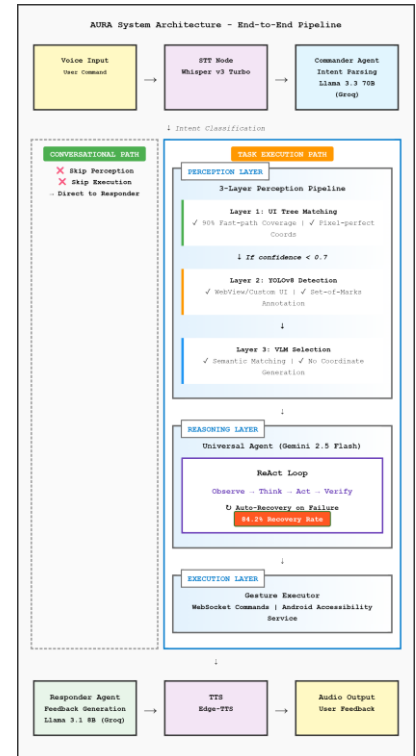 AURA System Architecture - End-to-End Pipeline
Voice Input
User Command
→
STT Node
Whisper v3 Turbo
→
Commander Agent
Intent Parsing
Llama 3.3 70B
(Groq)
↓ Intent Classification
CONVERSATIONAL PATH
❌ Skip Perception
❌ Skip Execution
→ Direct to Responder
TASK EXECUTION PATH
PERCEPTION LAYER
3-Layer Perception Pipeline
Layer 1: UI Tree Matching
✓ 90% Fast-path Coverage | ✓ Pixel-perfect
Coords
↓ If confidence < 0.7
Layer 2: YOLOv8 Detection
✓ WebView/Custom UI | ✓ Set-of-Marks
Annotation
↓
Layer 3: VLM Selection
✓ Semantic Matching | ✓ No Coordinate
Generation
↓
REASONING LAYER
Universal Agent (Gemini 2.5 Flash)
ReAct Loop
Observe → Think → Act → Verify
↻ Auto-Recovery on Failure
84.2% Recovery Rate
↓
EXECUTION LAYER
Gesture Executor
WebSocket Commands | Android Accessibility
Service
↓
Responder Agent
Feedback Generation
Llama 3.1 8B (Groq)
→
TTS
Edge-TTS
→
Audio Output
User Feedback